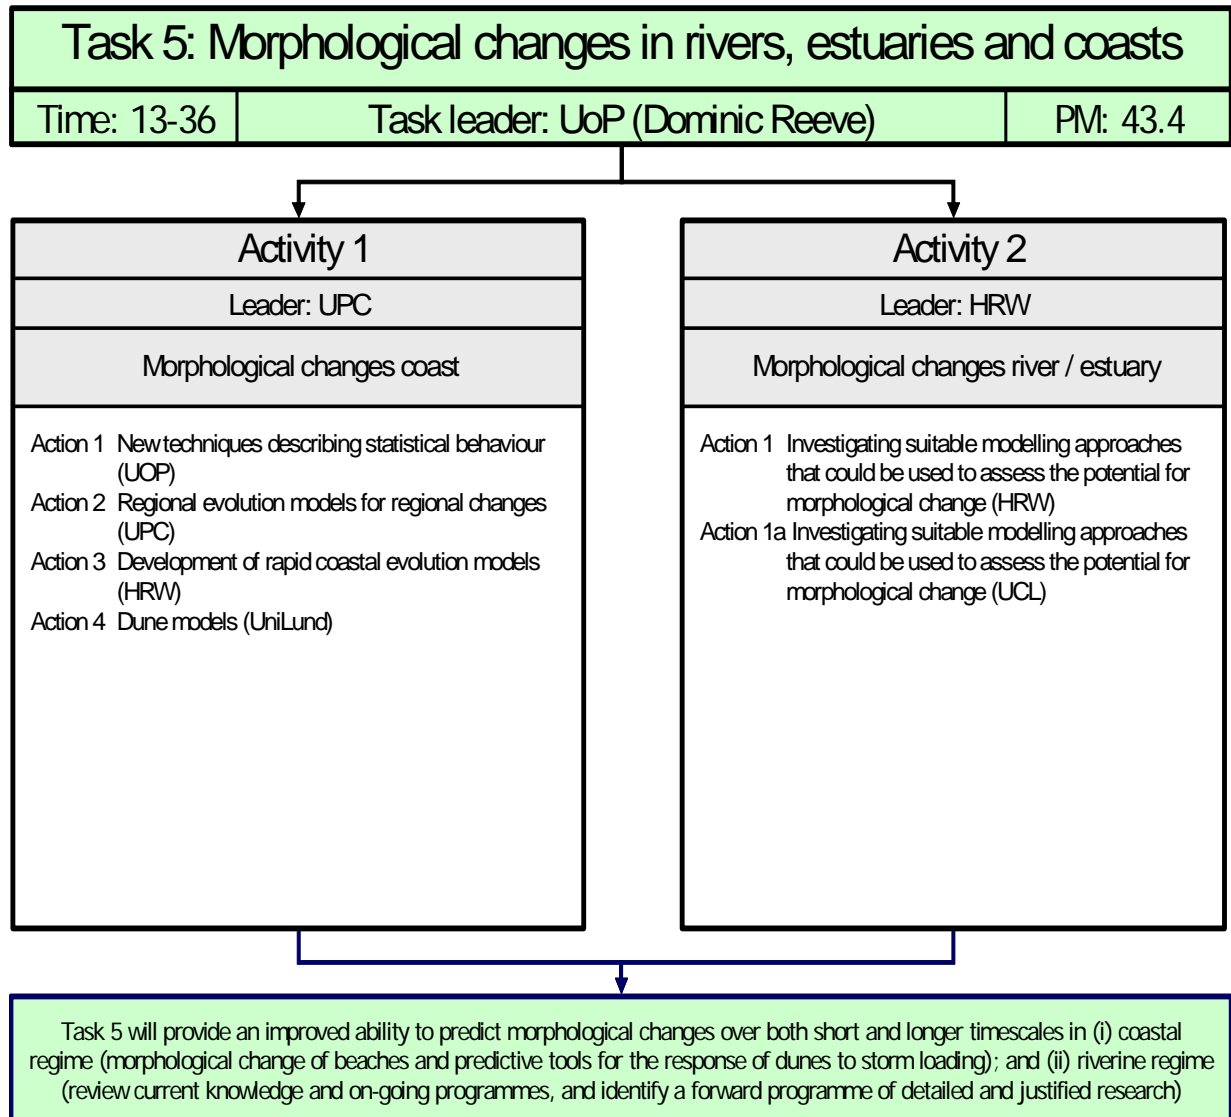 Task 5: Morphological changes in rivers, estuaries and coasts
Time: 13-36
Task leader: UoP (Dominic Reeve)
PM: 43.4
Activity 1
Leader: UPC
Morphological changes coast
Action 1 New techniques describing statistical behaviour
(UOP)
Action 2 Regional evolution models for regional changes
(UPC)
Action 3 Development of rapid coastal evolution models
(HRW)
Action 4 Dune models (UniLund)
Activity 2
Leader: HRW
Morphological changes river / estuary
Action 1 Investigating suitable modelling approaches
that could be used to assess the potential for
morphological change (HRW)
Action 1a Investigating suitable modelling approaches
that could be used to assess the potential for
morphological change (UCL)
Task 5 will provide an improved ability to predict morphological changes over both short and longer timescales in (i) coastal
regime (morphological change of beaches and predictive tools for the response of dunes to storm loading); and (ii) riverine regime
(review current knowledge and on-going programmes, and identify a forward programme of detailed and justified research)